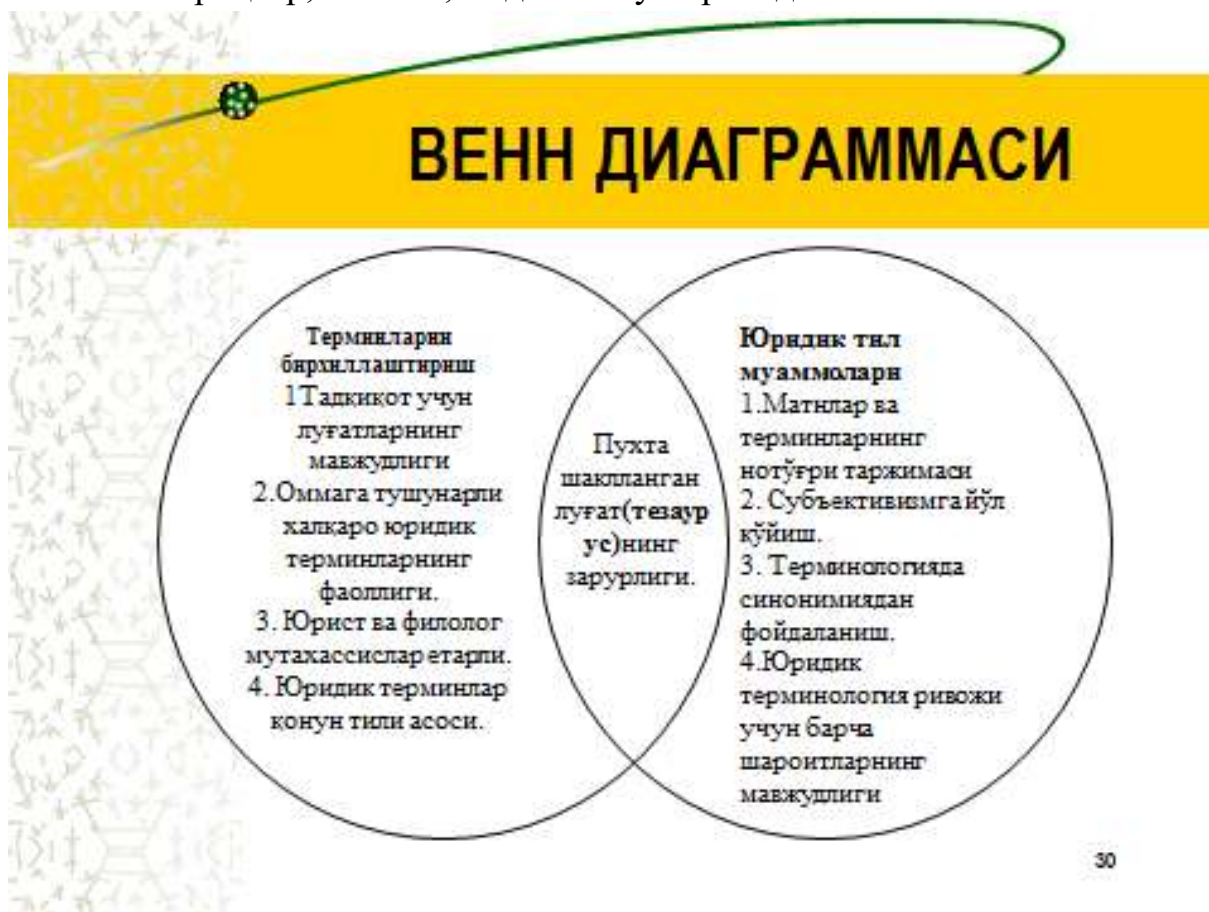 ВЕНН ДИАГРАММАСИ
Терминларни
бирхиллаштириш
1Тадқиқот учун
луғатларнинг
мавжудлиги
2.Оммага тушунарли
халқаро юридик
терминларнинг
фаоллиги.
3. Юрист ва филолог
мутахассислар етарли.
4. Юридик терминлар
қонун тили асоси.
Пухта
шаклланган
луғат(тезаур
ус)нинг
зарурлиги.
Юридик тил
муаммолари
1.Матнлар ва
терминларнинг
нотўғри таржимаси
2. Субъективизмга йўл
қўйиш.
3. Терминологияда
синонимиядан
фойдаланиш.
4.Юридик
терминология ривожи
учун барча
шароитларнинг
мавжудлиги
30